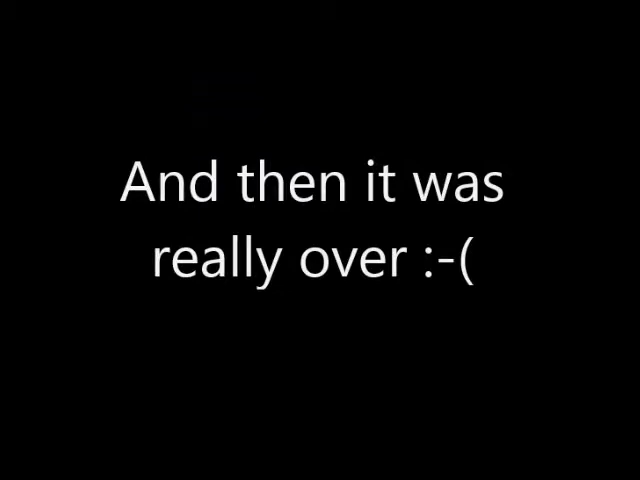 And then it was
really over :-(